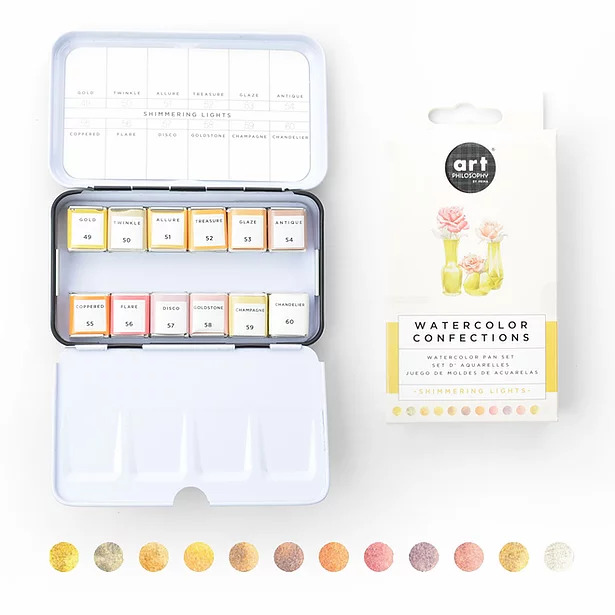 GOLD TWINKLE ALLURE TREASURE GLAZE ANTIQUE
SHIMMERING LIGHTS
COPPERED FLARE DISCO GOLDSTONE CHAMPAGNE CHANDELIER
GOLD TWINKLE ALLURE TREASURE GLAZE ANTIQUE
49 50 51 52 53 54
COPPERED FLARE DISCO GOLDSTONE CHAMPAGNE CHANDELIER
55 56 57 58 59 60
art
PHILOSOPHY
BY PRIMA
®
WATERCOLOR
CONFECTIONS
WATERCOLOR PAN SET
SET D' AQUARELLES
JUEGO DE MOLDES DE ACUARELAS
-SHIMMERING LIGHTS-